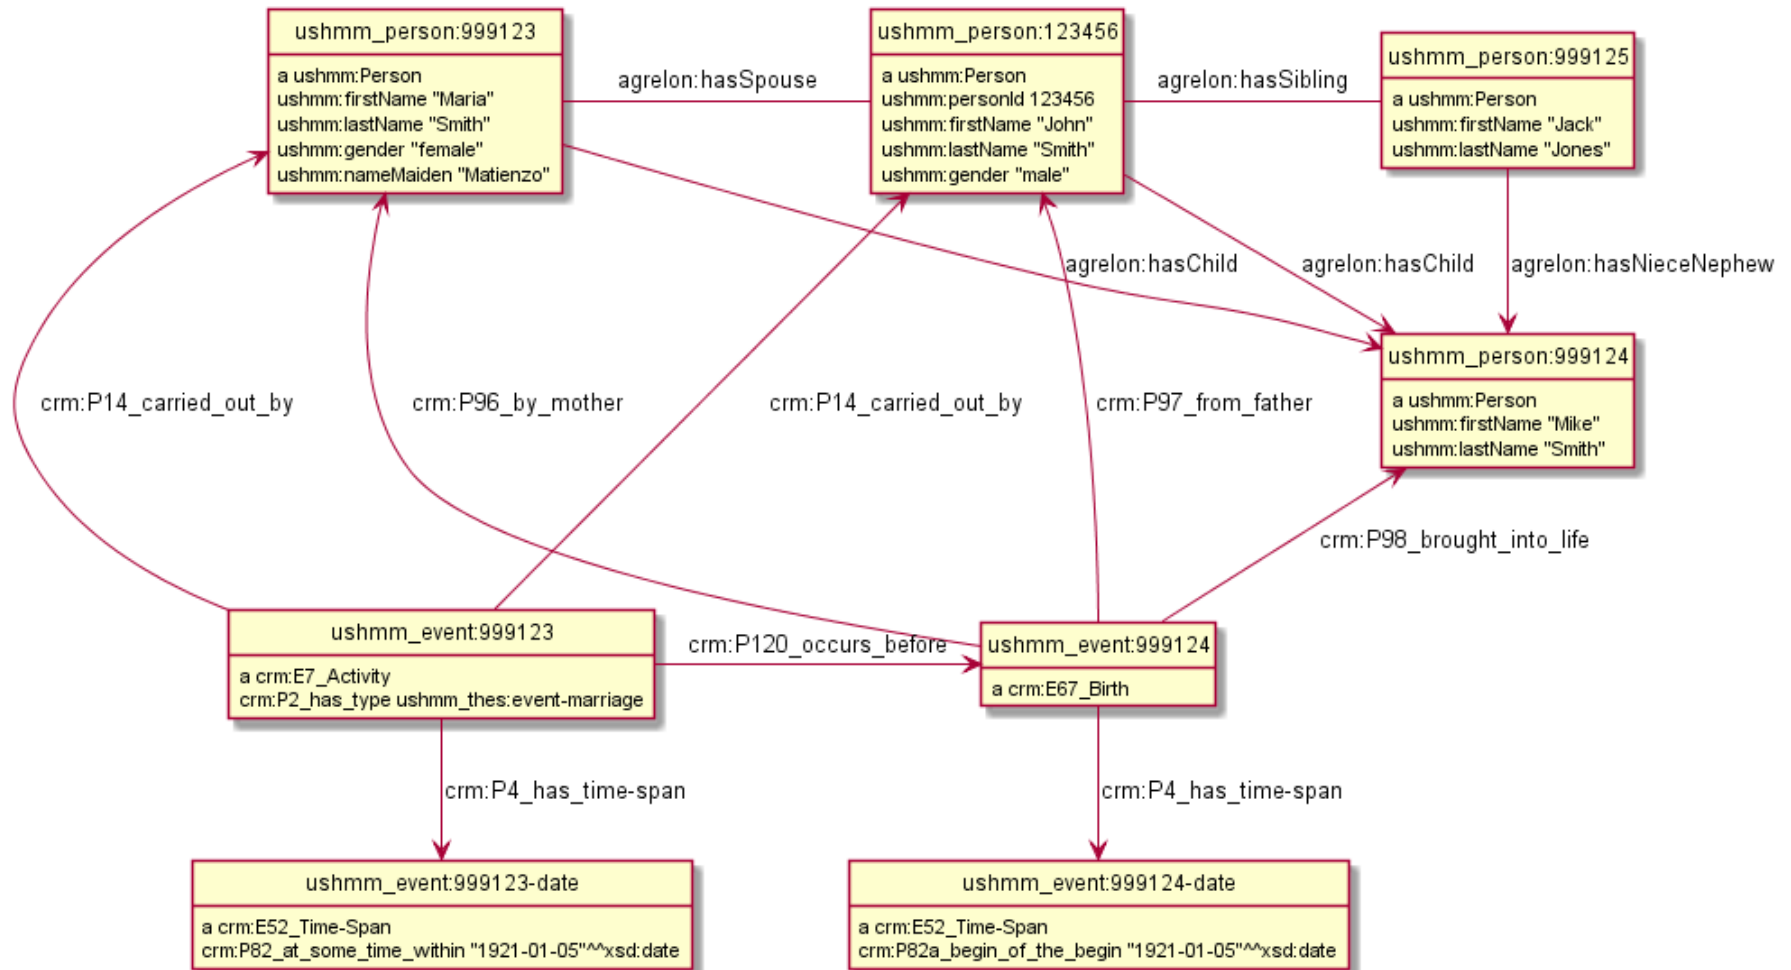 ushmm_person:999123
a ushmm:Person
ushmm:firstName "Maria"
ushmm:lastName "Smith"
ushmm:gender "female"
ushmm:nameMaiden "Matienzo"
agrelon:hasSpouse
ushmm_person:123456
a ushmm:Person
ushmm:personId 123456
ushmm:firstName "John"
ushmm:lastName "Smith"
ushmm:gender "male"
agrelon:hasSibling
ushmm_person:999125
a ushmm:Person
ushmm:firstName "Jack"
ushmm:lastName "Jones"
agrelon:hasChild
agrelon:hasChild
agrelon:hasNieceNephew
ushmm_person:999124
a ushmm:Person
ushmm:firstName "Mike"
ushmm:lastName "Smith"
crm:P14_carried_out_by
crm:P96_by_mother
crm:P14_carried_out_by
crm:P97_from_father
crm:P98_brought_into_life
ushmm_event:999123
a crm:E7_Activity
crm:P2_has_type ushmm_thes:event-marriage
crm:P120_occurs_before
ushmm_event:999124
a crm:E67_Birth
crm:P4_has_time-span
crm:P4_has_time-span
ushmm_event:999123-date
a crm:E52_Time-Span
crm:P82_at_some_time_within "1921-01-05"^^xsd:date
ushmm_event:999124-date
a crm:E52_Time-Span
crm:P82a_begin_of_the_begin "1921-01-05"^^xsd:date